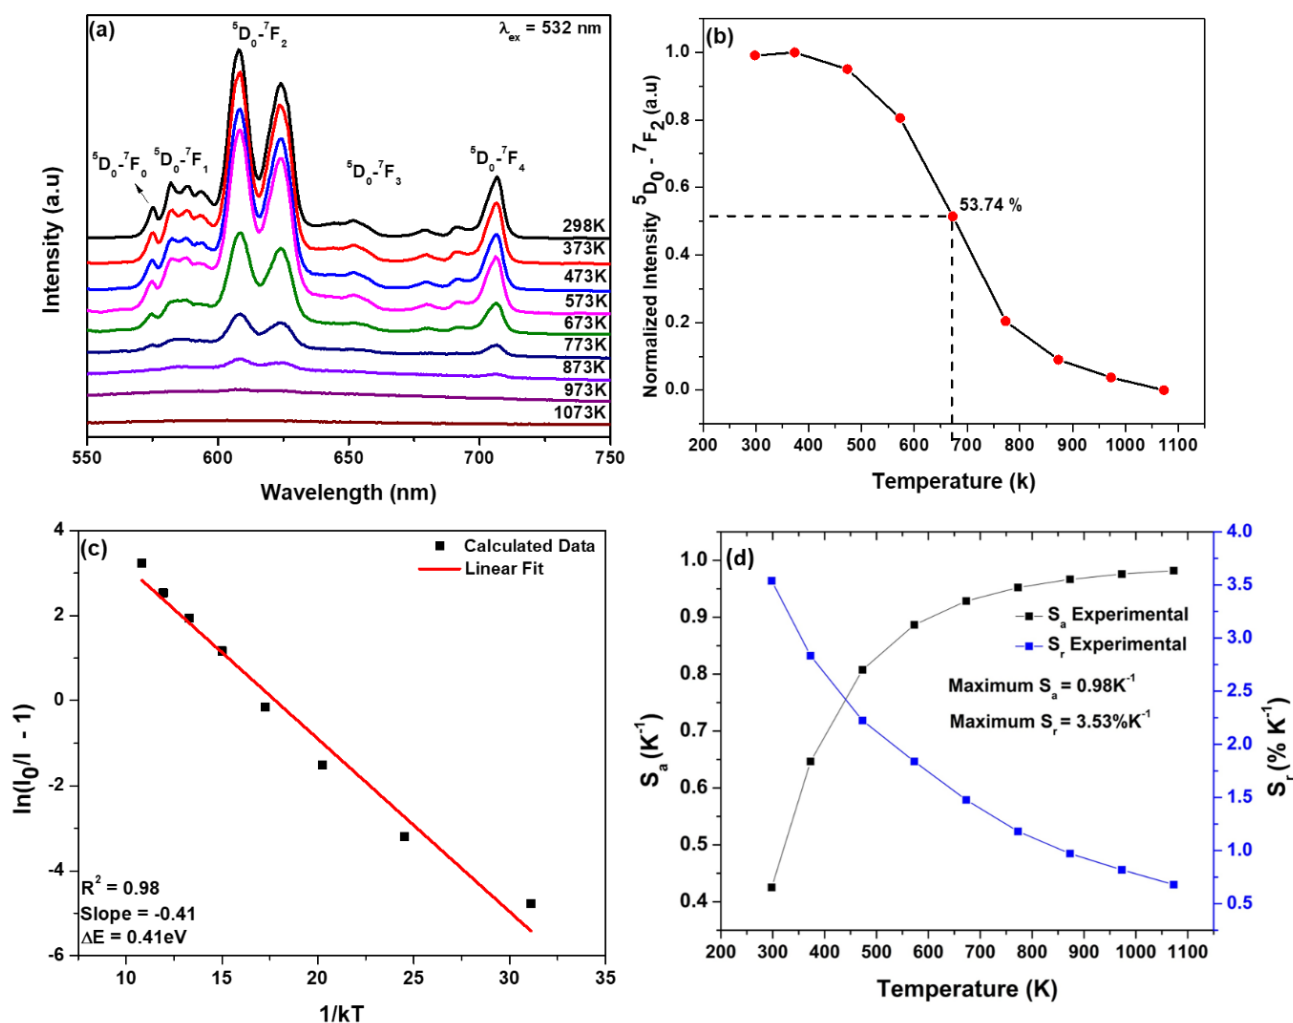 (a)
⁵D₀-⁷F₂
λₑₓ = 532 nm
⁵D₀-⁷F₀
⁵D₀-⁷F₁
⁵D₀-⁷F₃
⁵D₀-⁷F₄
298K
373K
473K
573K
673K
773K
873K
973K
1073K
Intensity (a.u)
550 600 650 700 750
Wavelength (nm)
(b)
Normalized Intensity ⁵D₀ - ⁷F₂ (a.u)
1.0
0.8
0.6
0.4
0.2
0.0
53.74 %
200 300 400 500 600 700 800 900 1000 1100
Temperature (k)
(c)
Calculated Data
Linear Fit
ln(I₀/I - 1)
4
2
0
-2
-4
-6
R² = 0.98
Slope = -0.41
ΔE = 0.41eV
10 15 20 25 30 35
1/kT
(d)
Sₐ (K⁻¹)
1.0
0.9
0.8
0.7
0.6
0.5
0.4
Sₐ Experimental
Sᵣ Experimental
Maximum Sₐ = 0.98K⁻¹
Maximum Sᵣ = 3.53%K⁻¹
4.0
3.5
3.0
2.5
2.0
1.5
1.0
0.5
Sᵣ (% K⁻¹)
200 300 400 500 600 700 800 900 1000 1100
Temperature (K)